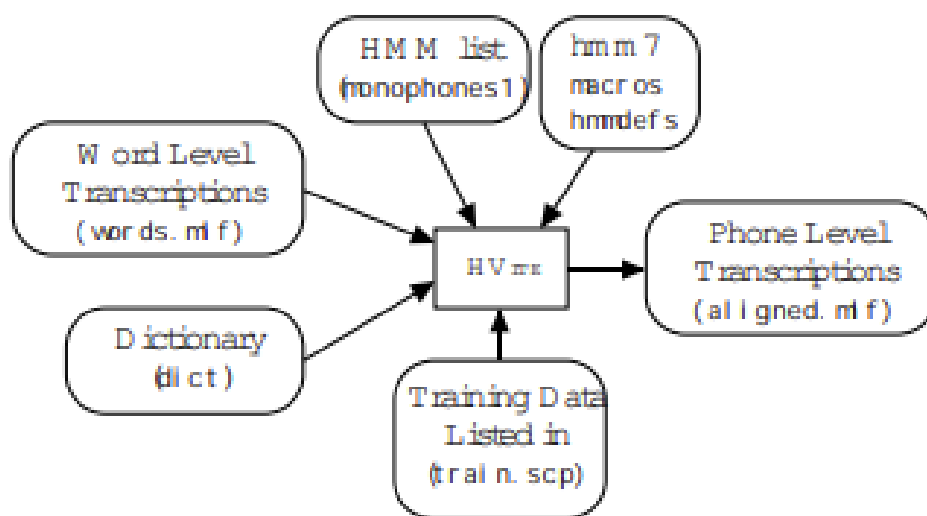 HMM list
(monophones1)
hmm7
macros
hmmdefs
Word Level
Transcriptions
(words.mlf)
HVite
Phone Level
Transcriptions
(aligned.mlf)
Dictionary
(dict)
Training Data
Listed in
(train.scp)